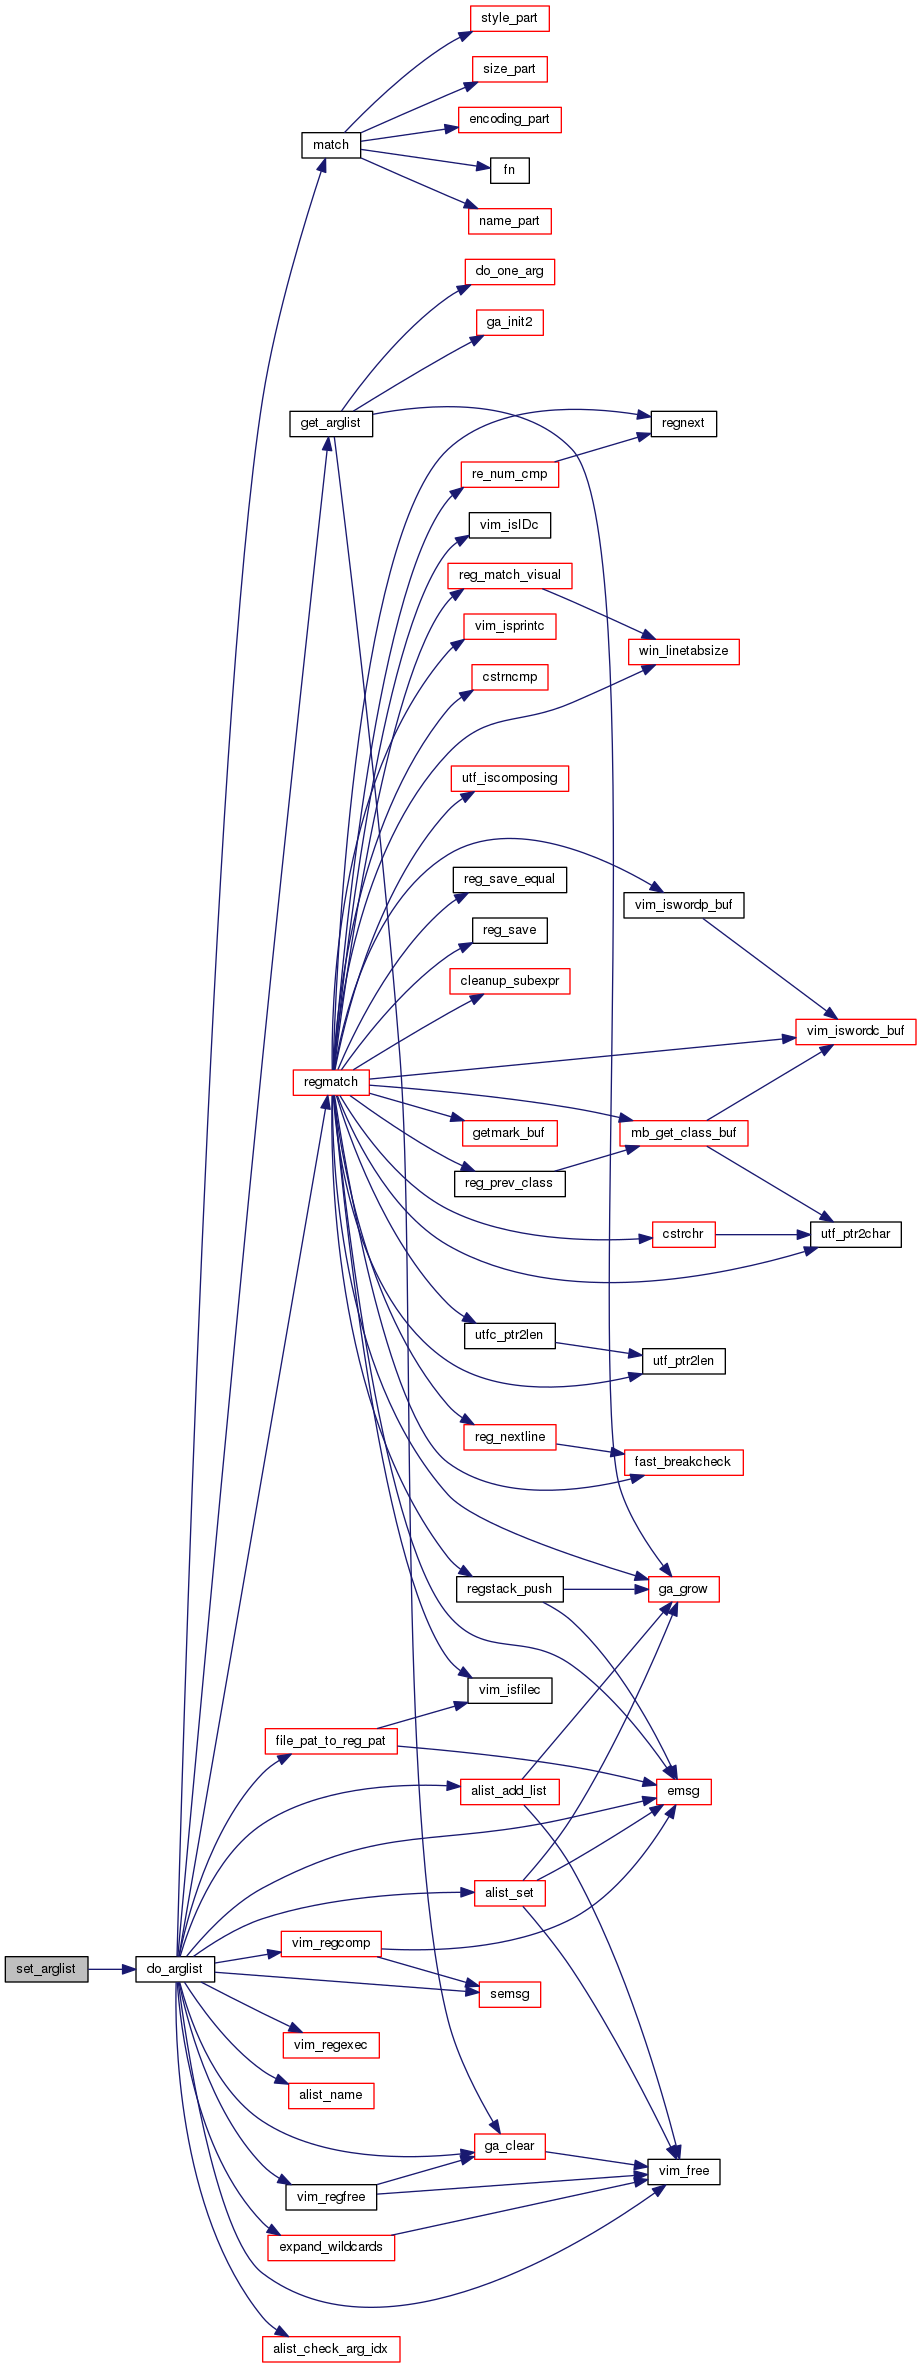 style_part
size_part
encoding_part
match
fn
name_part
do_one_arg
ga_init2
get_arglist
regnext
re_num_cmp
vim_isIDc
reg_match_visual
vim_isprintc
win_linetabsize
cstrncmp
utf_iscomposing
reg_save_equal
vim_iswordp_buf
reg_save
cleanup_subexpr
vim_iswordc_buf
regmatch
getmark_buf
mb_get_class_buf
reg_prev_class
cstrchr
utf_ptr2char
utfc_ptr2len
utf_ptr2len
reg_nextline
fast_breakcheck
regstack_push
ga_grow
vim_isfilec
file_pat_to_reg_pat
alist_add_list
emsg
alist_set
vim_regcomp
set_arglist
do_arglist
semsg
vim_regexec
alist_name
ga_clear
vim_free
vim_regfree
expand_wildcards
alist_check_arg_idx